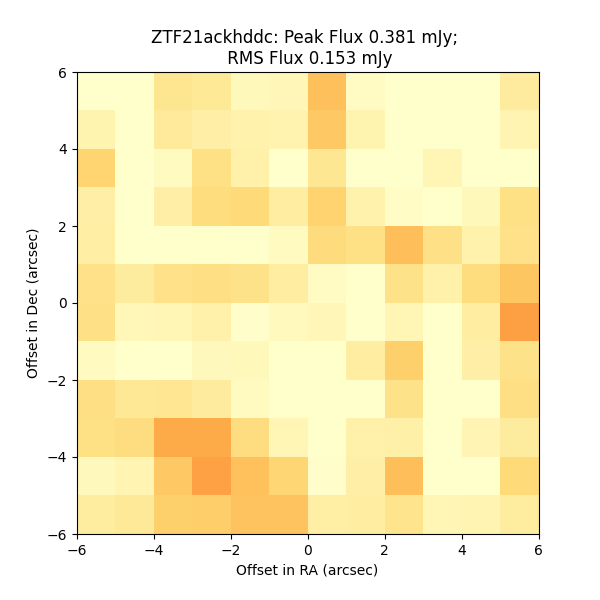 ZTF21ackhddc: Peak Flux 0.381 mJy;
RMS Flux 0.153 mJy
6
4
2
0
−2
−4
−6
Offset in Dec (arcsec)
−6 −4 −2 0 2 4 6
Offset in RA (arcsec)